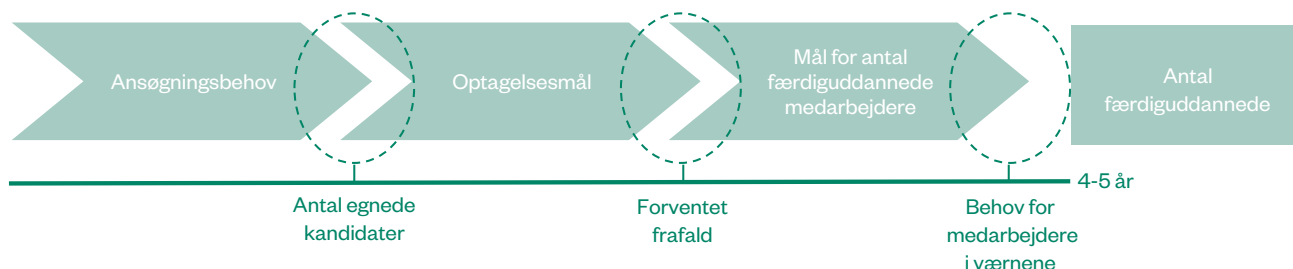 Ansøgningsbehov
Optagelsesmål
Mål for antal
færdiguddannede
medarbejdere
Antal
færdiguddannede
4-5 år
Antal egnede
kandidater
Forventet
frafald
Behov for
medarbejdere
i værnene